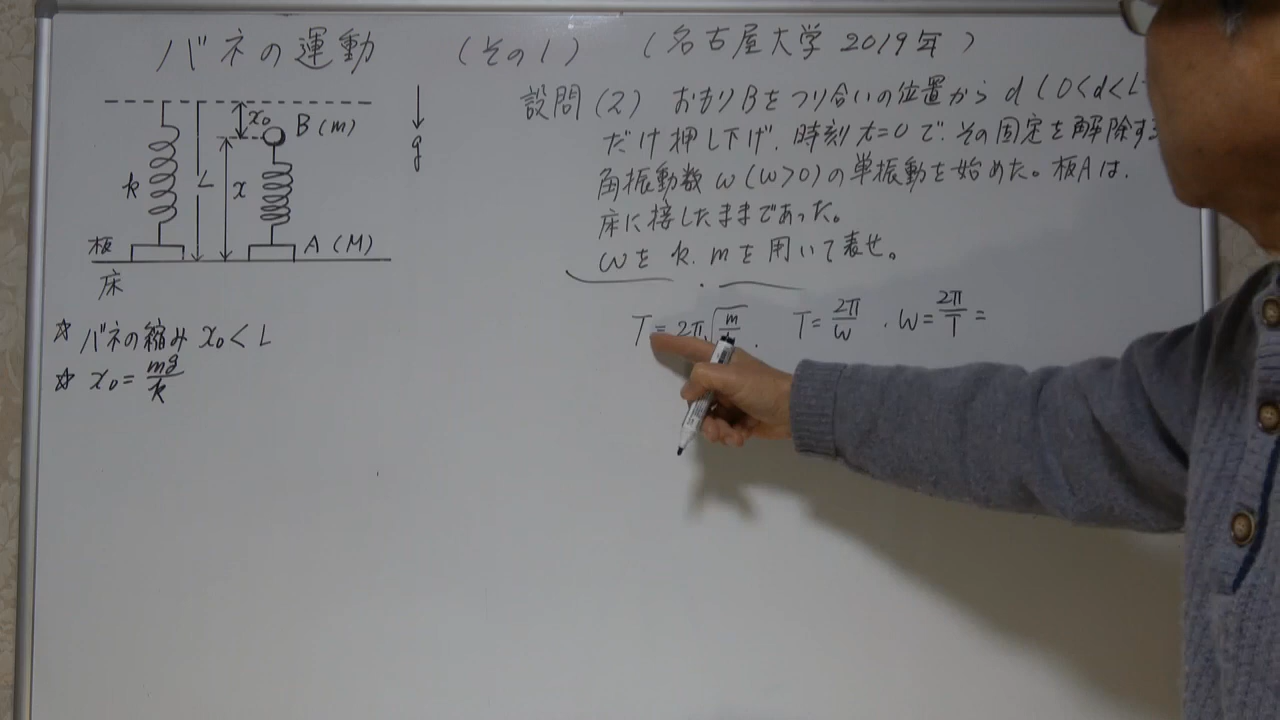 バネの運動 (その1) (名古屋大学 2019年)
x₀
B (m)
g
k
L
x
板
A (M)
床
☆ バネの縮み x₀ < L
☆ x₀ = mg/k
設問(2) おもりBをつり合いの位置から d (0<d<L-
だけ押し下げ、時刻 t=0で、その固定を解除する
角振動数 ω (ω>0)の単振動を始めた。板Aは、
床に接したままであった。
ωを k, mを用いて表せ。
T = 2π√m T = 2π/ω , ω = 2π/T =